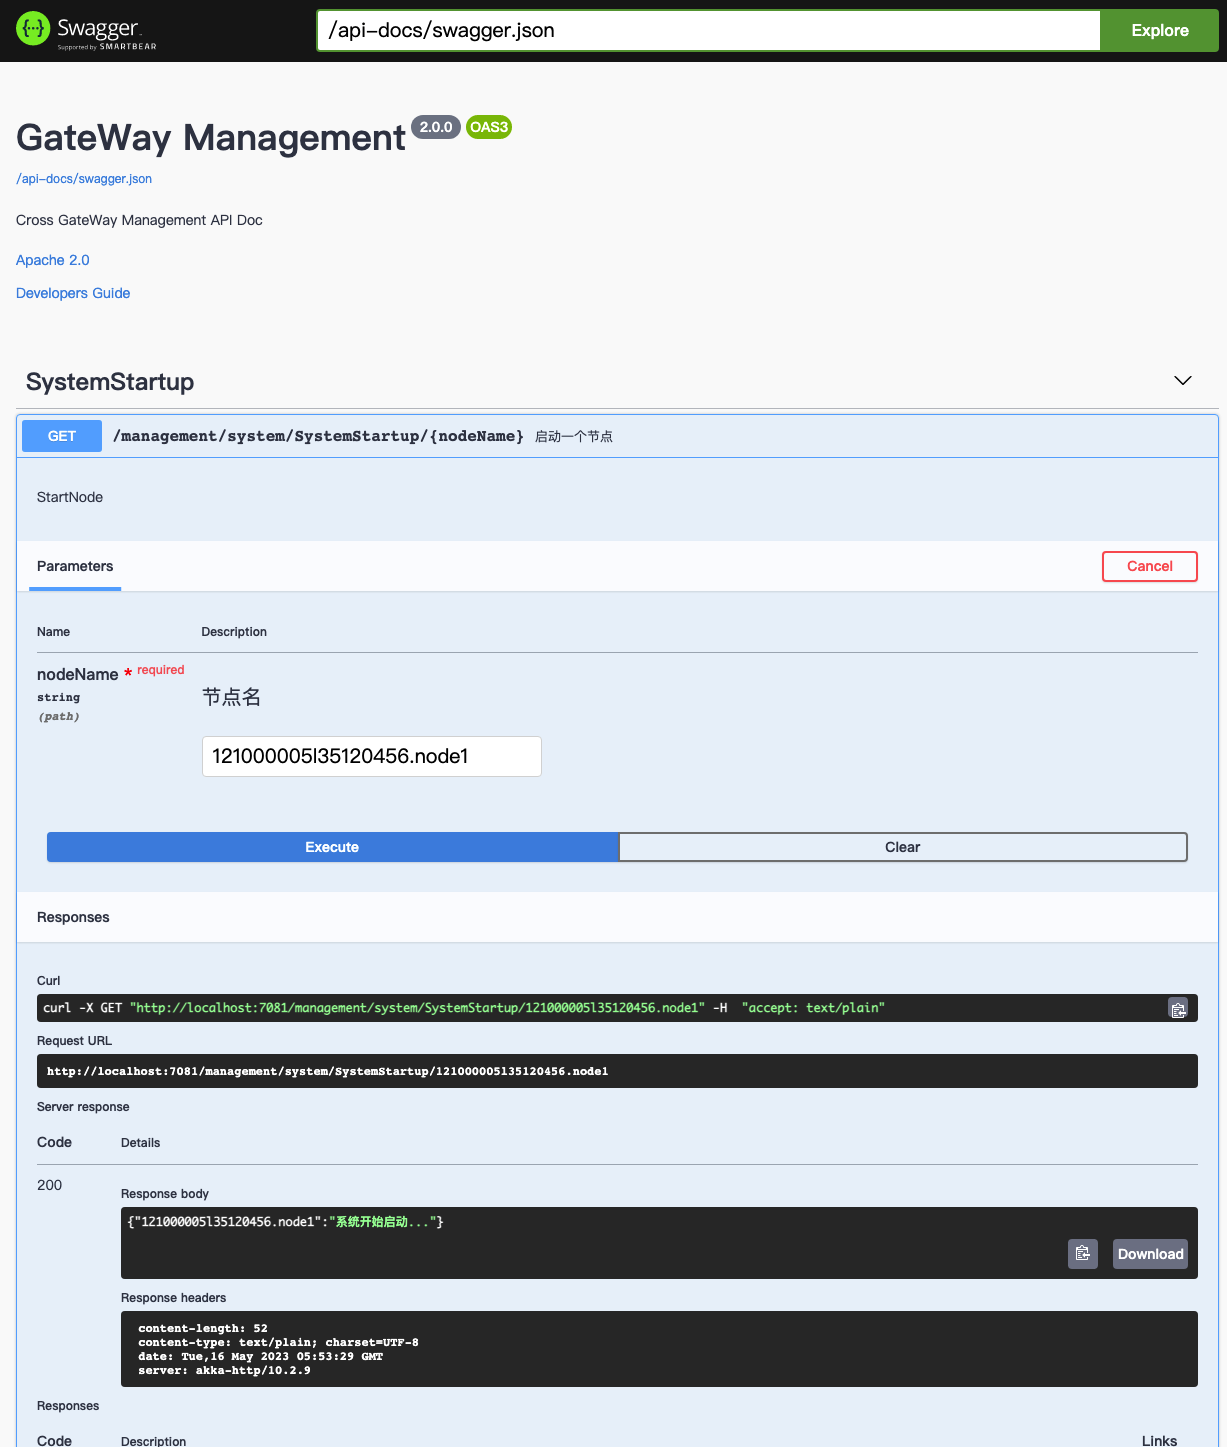 Swagger
Supported by SMARTBEAR
/api-docs/swagger.json
Explore
GateWay Management 2.0.0 OAS3
/api-docs/swagger.json
Cross GateWay Management API Doc
Apache 2.0
Developers Guide
SystemStartup
GET /management/system/SystemStartup/{nodeName} 启动一个节点
StartNode
Parameters
Cancel
Name Description
nodeName * required
string
(path)
节点名
121000005l35120456.node1
Execute
Clear
Responses
Curl
curl -X GET "http://localhost:7081/management/system/SystemStartup/121000005l35120456.node1" -H "accept: text/plain"
Request URL
http://localhost:7081/management/system/SystemStartup/121000005l35120456.node1
Server response
Code Details
200
Response body
{"121000005l35120456.node1":"系统开始启动..."}
Download
Response headers
content-length: 52
content-type: text/plain; charset=UTF-8
date: Tue,16 May 2023 05:53:29 GMT
server: akka-http/10.2.9
Responses
Code Description Links